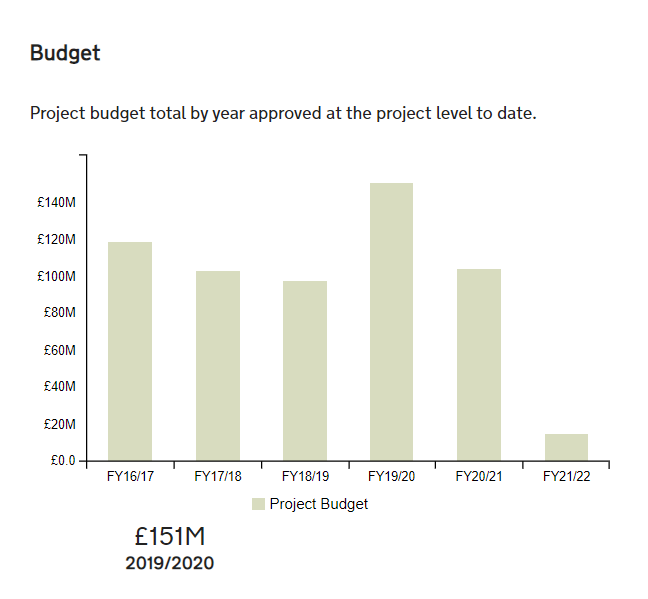 Budget
Project budget total by year approved at the project level to date.
£140M
£120M
£100M
£80M
£60M
£40M
£20M
£0.0
FY16/17 FY17/18 FY18/19 FY19/20 FY20/21 FY21/22
Project Budget
£151M
2019/2020